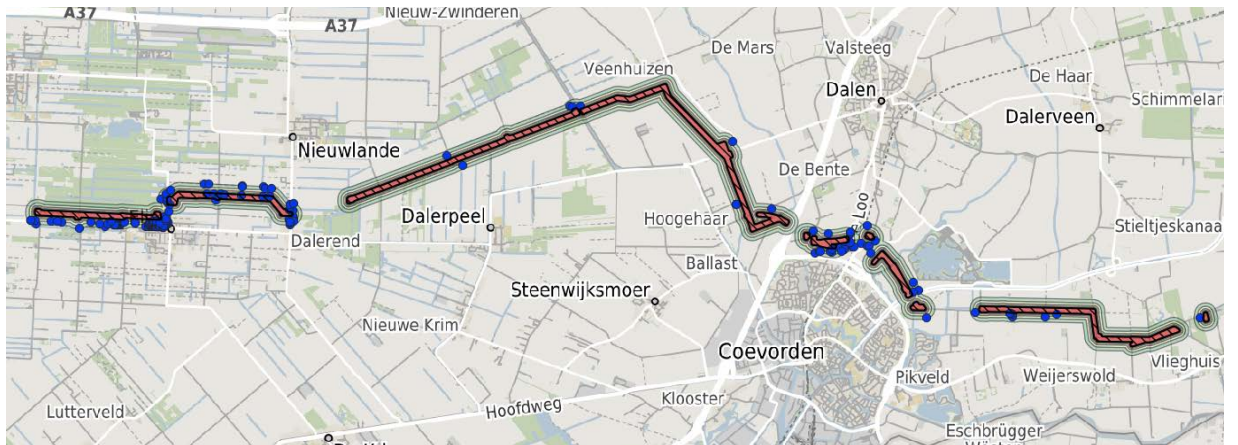 A37
A37
Nieuw-Zwinderen
De Mars
Valsteeg
Veenhuizen
De Haar
Dalen
Schimmelar
Dalerveen
Nieuwlande
De Bente
Dalerpeel
Hoogehaar
Loo
Stieltjeskanaa
Dalerend
Ballast
Steenwijksmoer
Nieuwe Krim
Coevorden
Vlieghuis
Pikveld
Weijerswold
Klooster
Hoofdweg
Lutterveld
Eschbrügger